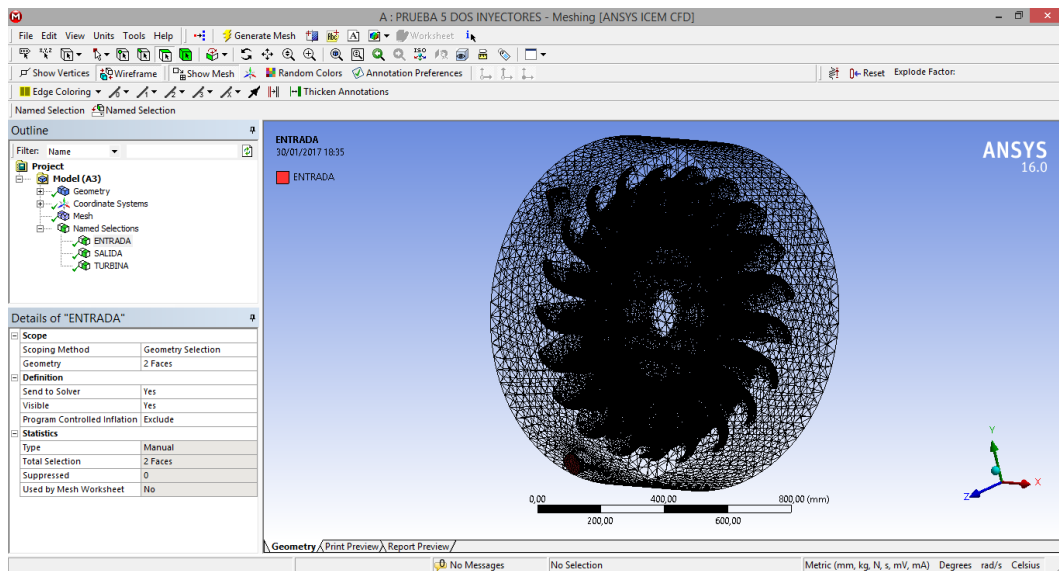 A : PRUEBA 5 DOS INYECTORES - Meshing [ANSYS ICEM CFD]
File Edit View Units Tools Help Generate Mesh Worksheet
Show Vertices Wireframe Show Mesh Random Colors Annotation Preferences Reset Explode Factor:
Edge Coloring Thicken Annotations
Named Selection Named Selection
Outline
Filter: Name
Project
Model (A3)
Geometry
Coordinate Systems
Mesh
Named Selections
ENTRADA
SALIDA
TURBINA
Details of "ENTRADA"
Scope
Scoping Method Geometry Selection
Geometry 2 Faces
Definition
Send to Solver Yes
Visible Yes
Program Controlled Inflation Exclude
Statistics
Type Manual
Total Selection 2 Faces
Suppressed 0
Used by Mesh Worksheet No
ENTRADA
30/01/2017 18:35
ENTRADA
ANSYS
16.0
Y
X
Z
0,00 400,00 800,00 (mm)
200,00 600,00
Geometry Print Preview Report Preview
No Messages No Selection Metric (mm, kg, N, s, mV, mA) Degrees rad/s Celsius